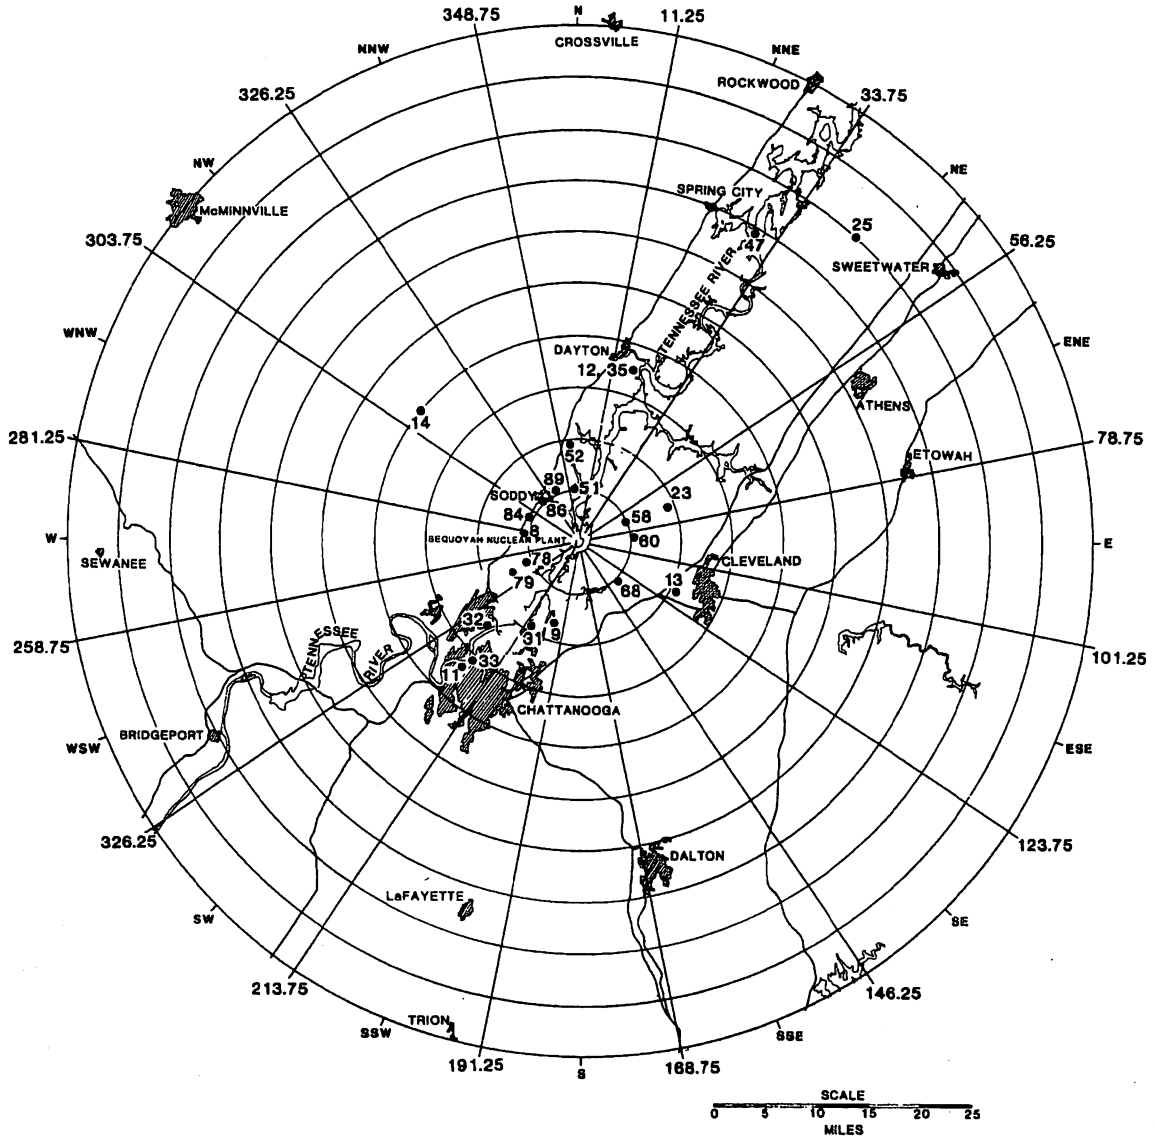 348.75
N
11.25
CROSSVILLE
NNW
NNE
ROCKWOOD
326.25
33.75
NW
NE
SPRING CITY
McMINNVILLE
25
303.75
47
56.25
SWEETWATER
TENNESSEE RIVER
WNW
ENE
DAYTON
12, 35
ATHENS
14
281.25
78.75
52
ETOWAH
89
51
SODDY
23
86
84
58
8
W
SEQUOYAH NUCLEAR PLANT
60
E
SEWANEE
78
CLEVELAND
79
13
68
32
TENNESSEE
31
9
258.75
RIVER
33
101.25
11
CHATTANOOGA
BRIDGEPORT
WSW
ESE
326.25
123.75
DALTON
LaFAYETTE
SW
SE
213.75
146.25
TRION
SSW
SSE
191.25
168.75
S
SCALE
0 5 10 15 20 25
MILES